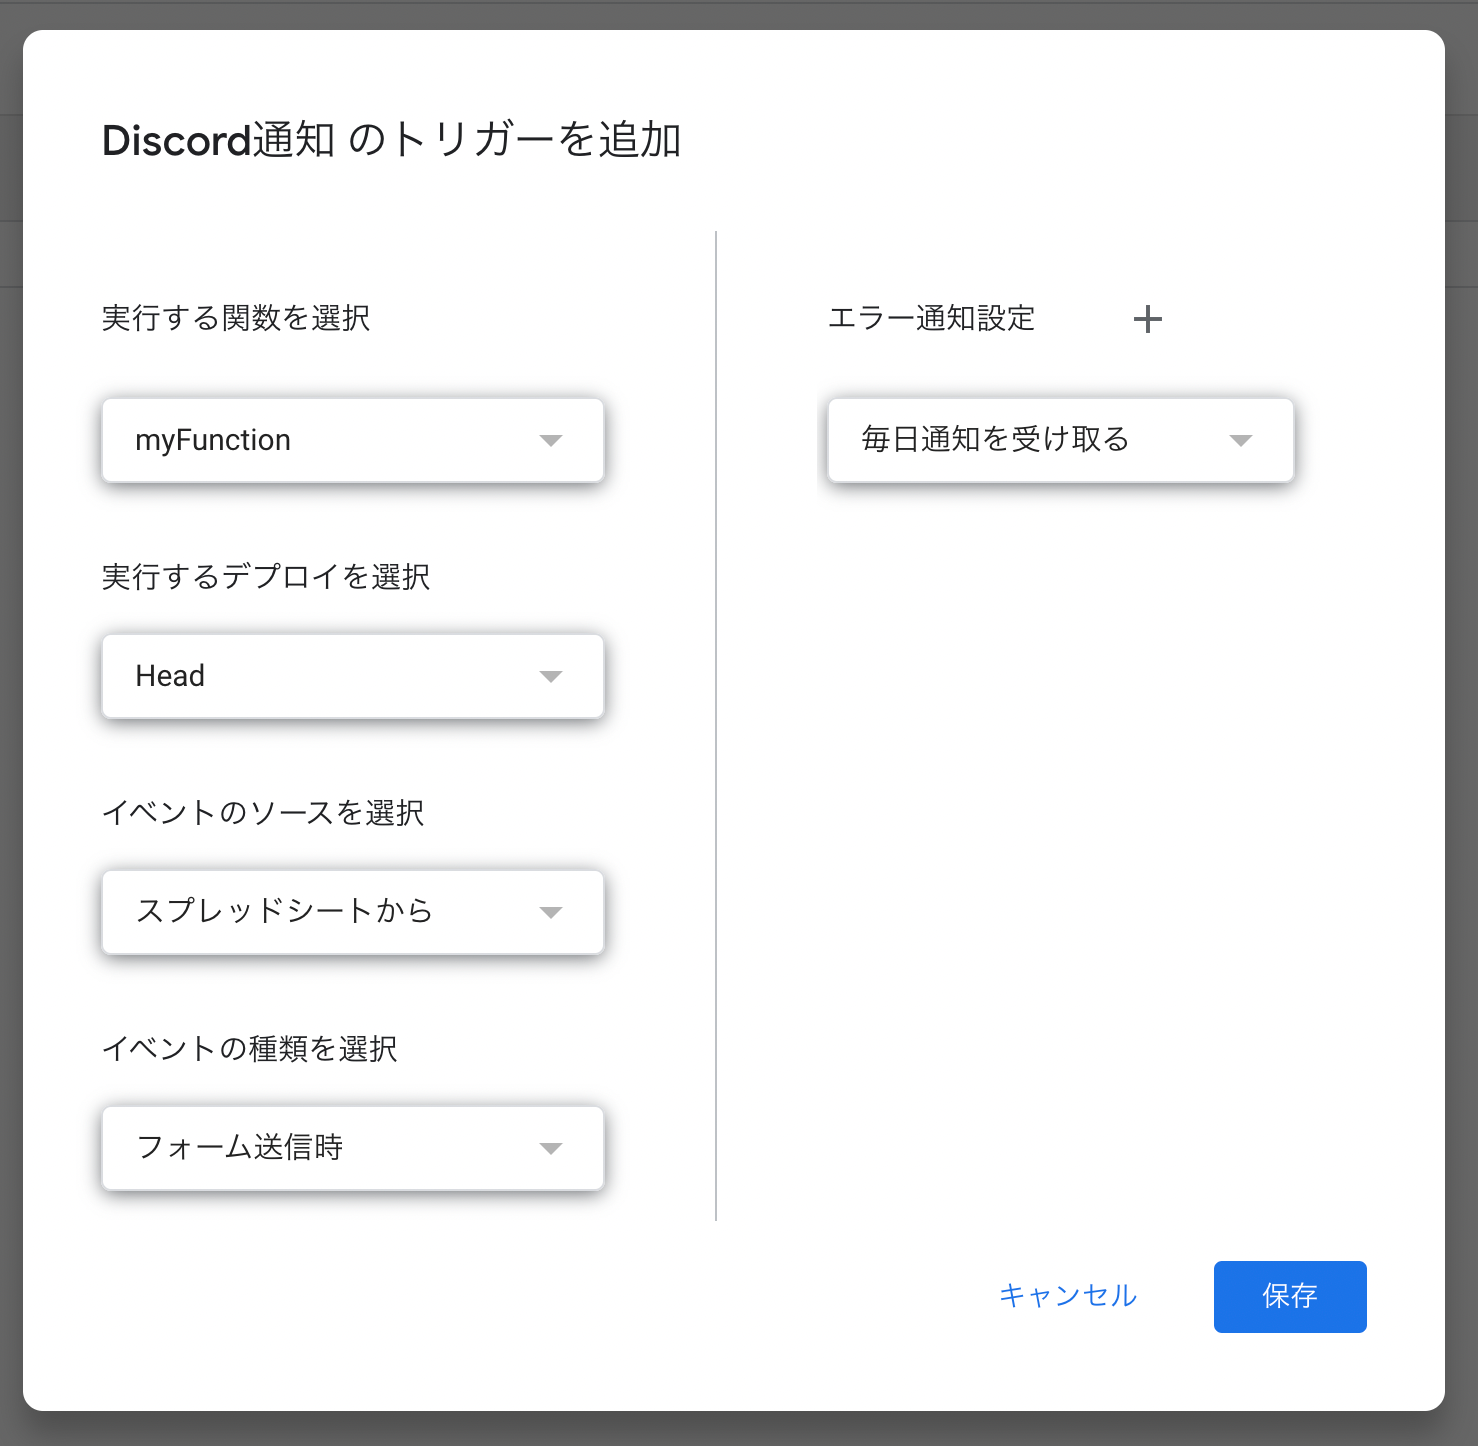 Discord通知 のトリガーを追加
実行する関数を選択
myFunction
実行するデプロイを選択
Head
イベントのソースを選択
スプレッドシートから
イベントの種類を選択
フォーム送信時
エラー通知設定
毎日通知を受け取る
キャンセル
保存